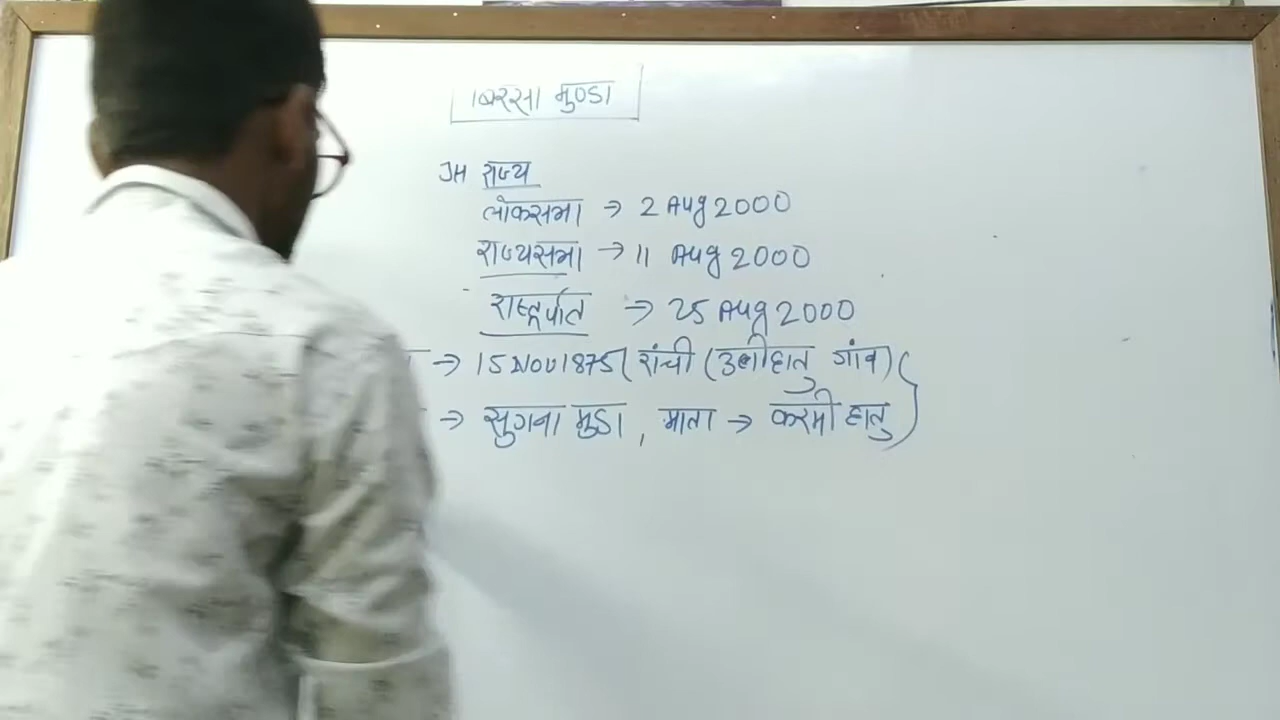 बिरसा मुण्डा
JH राज्य
लोकसभा → 2 Aug 2000
राज्यसभा → 11 Aug 2000
राष्ट्रपति → 25 Aug 2000
→ 15 Nov 1875 ( रांची (उलीहातु गांव)
→ सुगना मुडा , माता → करमी हातु